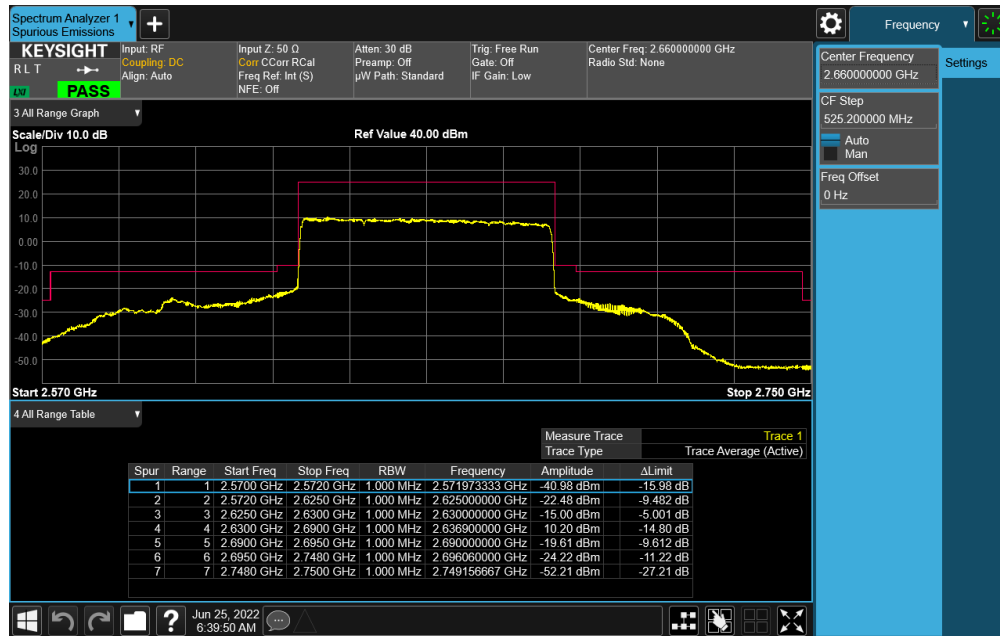 Spectrum Analyzer 1
Spurious Emissions
+
Frequency
KEYSIGHT
R L T
LXI
PASS
Input: RF
Coupling: DC
Align: Auto
Input Z: 50 Ω
Corr CCorr RCal
Freq Ref: Int (S)
NFE: Off
Atten: 30 dB
Preamp: Off
µW Path: Standard
Trig: Free Run
Gate: Off
IF Gain: Low
Center Freq: 2.660000000 GHz
Radio Std: None
Center Frequency
2.660000000 GHz
Settings
CF Step
525.200000 MHz
Auto
Man
Freq Offset
0 Hz
3 All Range Graph
Scale/Div 10.0 dB
Ref Value 40.00 dBm
Log
30.0
20.0
10.0
0.00
-10.0
-20.0
-30.0
-40.0
-50.0
Start 2.570 GHz
Stop 2.750 GHz
4 All Range Table
Measure Trace Trace 1
Trace Type Trace Average (Active)
Spur Range Start Freq Stop Freq RBW Frequency Amplitude ΔLimit
1 1 2.5700 GHz 2.5720 GHz 1.000 MHz 2.571973333 GHz -40.98 dBm -15.98 dB
2 2 2.5720 GHz 2.6250 GHz 1.000 MHz 2.625000000 GHz -22.48 dBm -9.482 dB
3 3 2.6250 GHz 2.6300 GHz 1.000 MHz 2.630000000 GHz -15.00 dBm -5.001 dB
4 4 2.6300 GHz 2.6900 GHz 1.000 MHz 2.636900000 GHz 10.20 dBm -14.80 dB
5 5 2.6900 GHz 2.6950 GHz 1.000 MHz 2.690000000 GHz -19.61 dBm -9.612 dB
6 6 2.6950 GHz 2.7480 GHz 1.000 MHz 2.696060000 GHz -24.22 dBm -11.22 dB
7 7 2.7480 GHz 2.7500 GHz 1.000 MHz 2.749156667 GHz -52.21 dBm -27.21 dB
?
Jun 25, 2022
6:39:50 AM